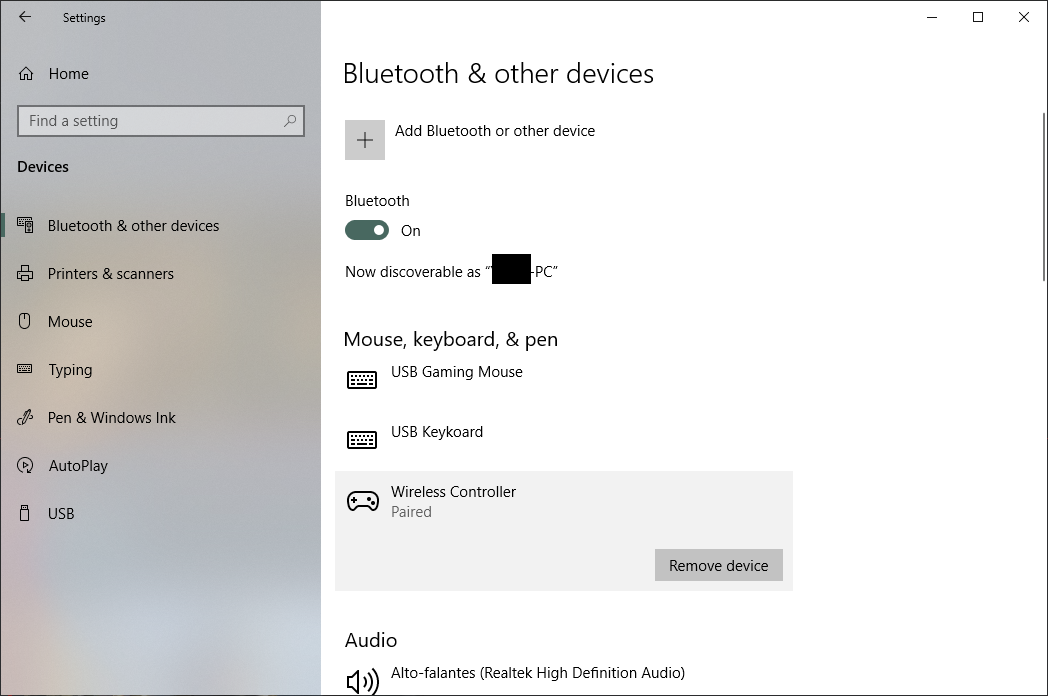 Settings
Home
Find a setting
Devices
Bluetooth & other devices
Printers & scanners
Mouse
Typing
Pen & Windows Ink
AutoPlay
USB
Bluetooth & other devices
Add Bluetooth or other device
Bluetooth
On
Now discoverable as “ -PC”
Mouse, keyboard, & pen
USB Gaming Mouse
USB Keykoard
Wireless Controller
Paired
Remove device
Audio
Alto-falantes (Realtek High Definition Audio)